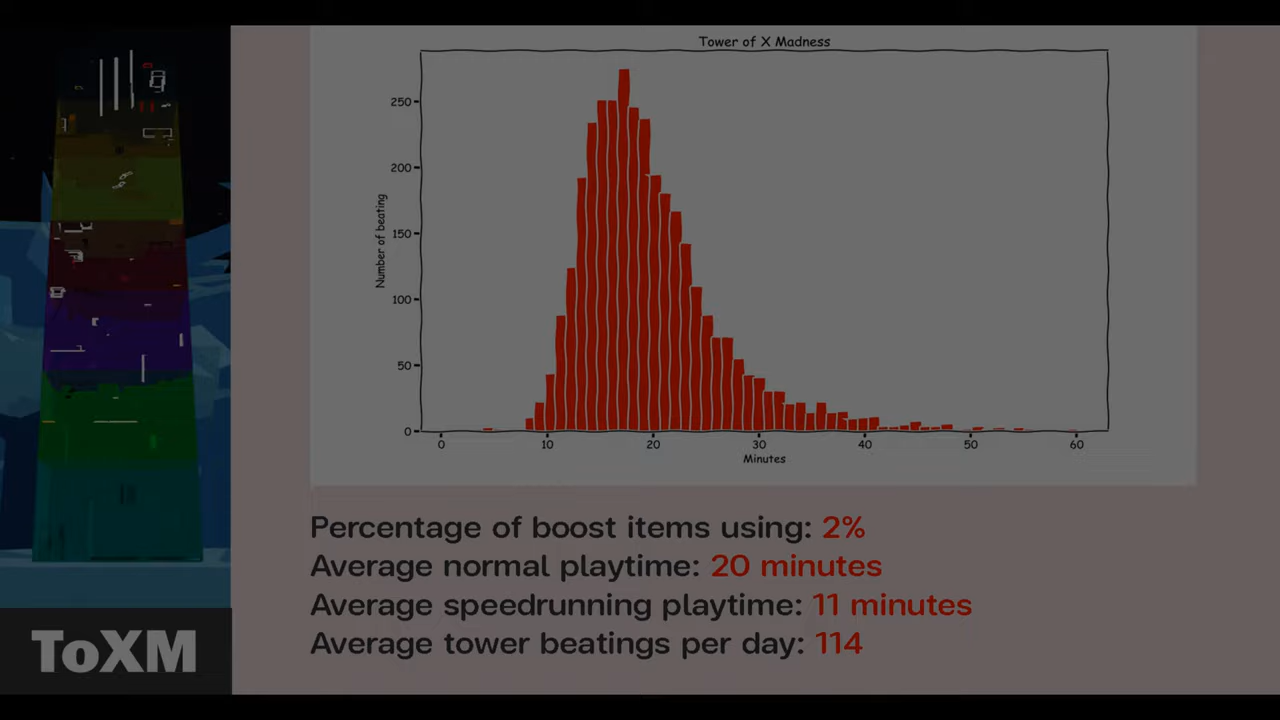 Tower of X Madness
250
200
150
100
50
0
Number of beating
0 10 20 30 40 50 60
Minutes
Percentage of boost items using: 2%
Average normal playtime: 20 minutes
Average speedrunning playtime: 11 minutes
Average tower beatings per day: 114
ToXM